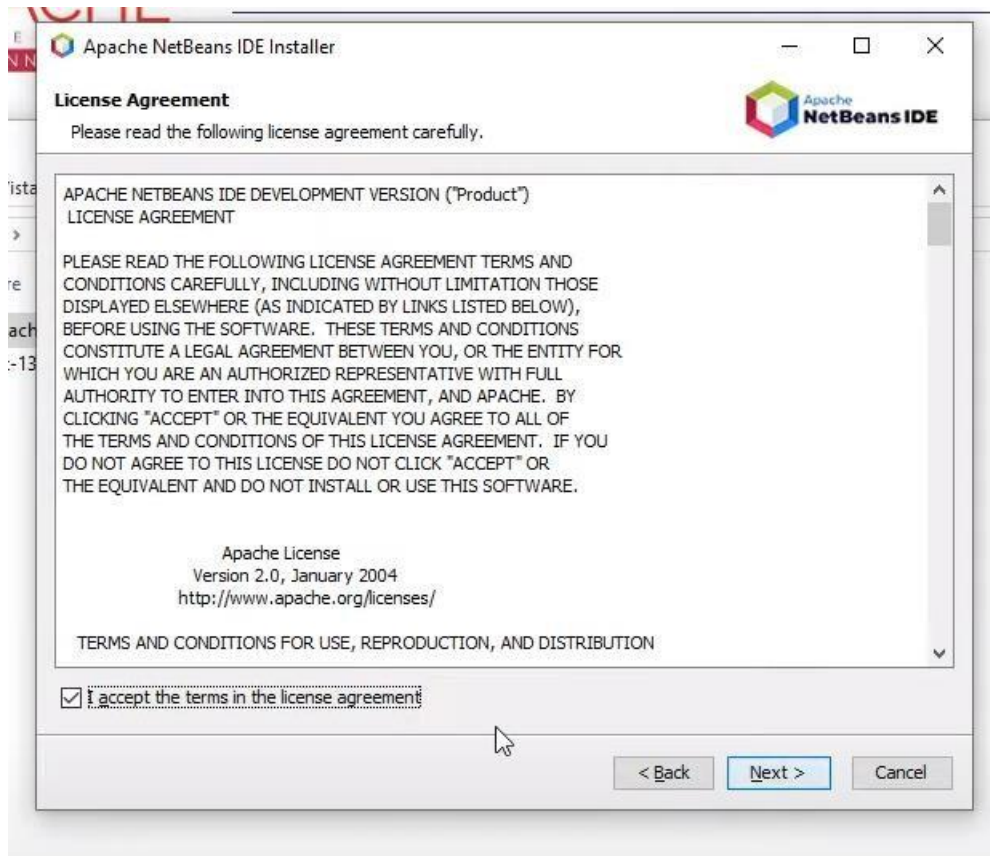 Apache NetBeans IDE Installer
License Agreement
Please read the following license agreement carefully.
Apache
NetBeans IDE
APACHE NETBEANS IDE DEVELOPMENT VERSION ("Product")
LICENSE AGREEMENT
PLEASE READ THE FOLLOWING LICENSE AGREEMENT TERMS AND
CONDITIONS CAREFULLY, INCLUDING WITHOUT LIMITATION THOSE
DISPLAYED ELSEWHERE (AS INDICATED BY LINKS LISTED BELOW),
BEFORE USING THE SOFTWARE.  THESE TERMS AND CONDITIONS
CONSTITUTE A LEGAL AGREEMENT BETWEEN YOU, OR THE ENTITY FOR
WHICH YOU ARE AN AUTHORIZED REPRESENTATIVE WITH FULL
AUTHORITY TO ENTER INTO THIS AGREEMENT, AND APACHE.  BY
CLICKING "ACCEPT" OR THE EQUIVALENT YOU AGREE TO ALL OF
THE TERMS AND CONDITIONS OF THIS LICENSE AGREEMENT.  IF YOU
DO NOT AGREE TO THIS LICENSE DO NOT CLICK "ACCEPT" OR
THE EQUIVALENT AND DO NOT INSTALL OR USE THIS SOFTWARE.
Apache License
Version 2.0, January 2004
http://www.apache.org/licenses/
TERMS AND CONDITIONS FOR USE, REPRODUCTION, AND DISTRIBUTION
I accept the terms in the license agreement
< Back
Next >
Cancel